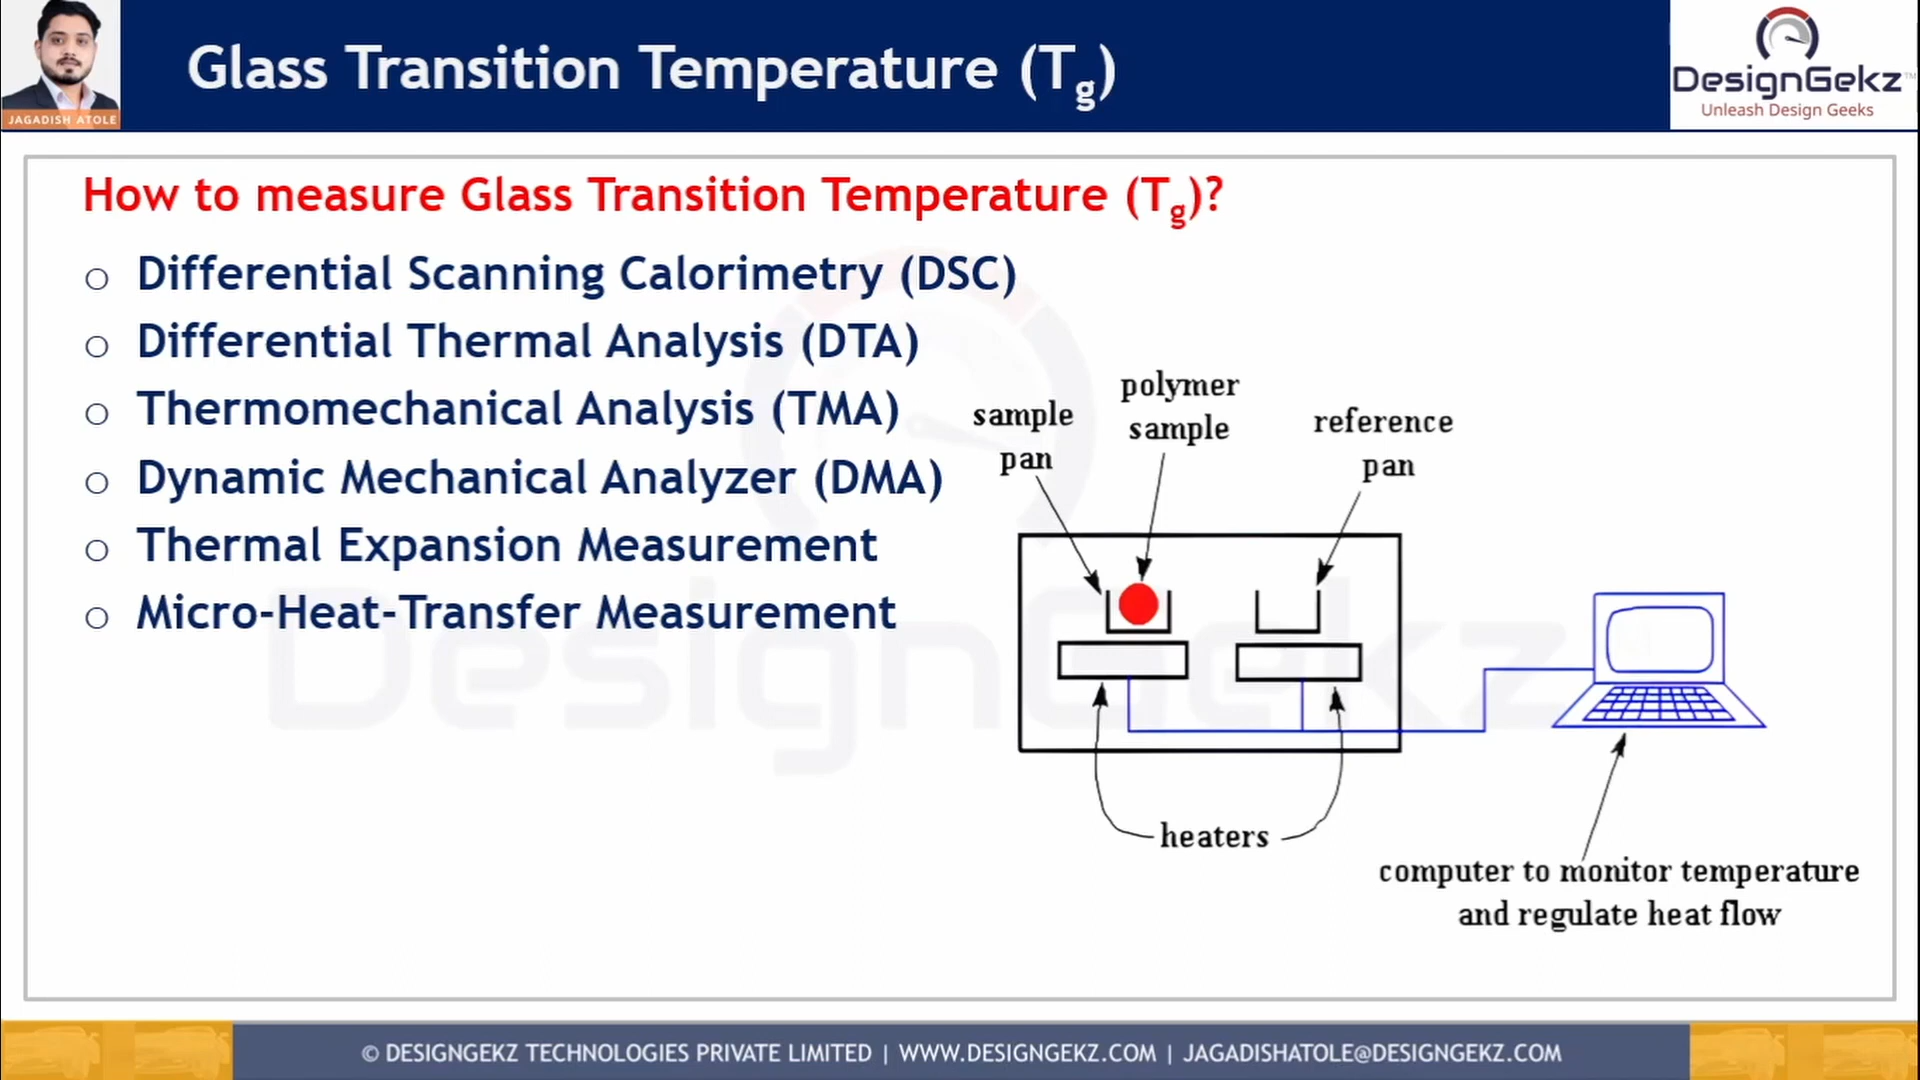 JAGADISH ATOLE
Glass Transition Temperature (Tg)
DesignGekz™
Unleash Design Geeks
How to measure Glass Transition Temperature (Tg)?
○ Differential Scanning Calorimetry (DSC)
○ Differential Thermal Analysis (DTA)
○ Thermomechanical Analysis (TMA)
○ Dynamic Mechanical Analyzer (DMA)
○ Thermal Expansion Measurement
○ Micro-Heat-Transfer Measurement
sample
pan
polymer
sample
reference
pan
heaters
computer to monitor temperature
and regulate heat flow
DesignGekz
© DESIGNGEKZ TECHNOLOGIES PRIVATE LIMITED | WWW.DESIGNGEKZ.COM | JAGADISHATOLE@DESIGNGEKZ.COM